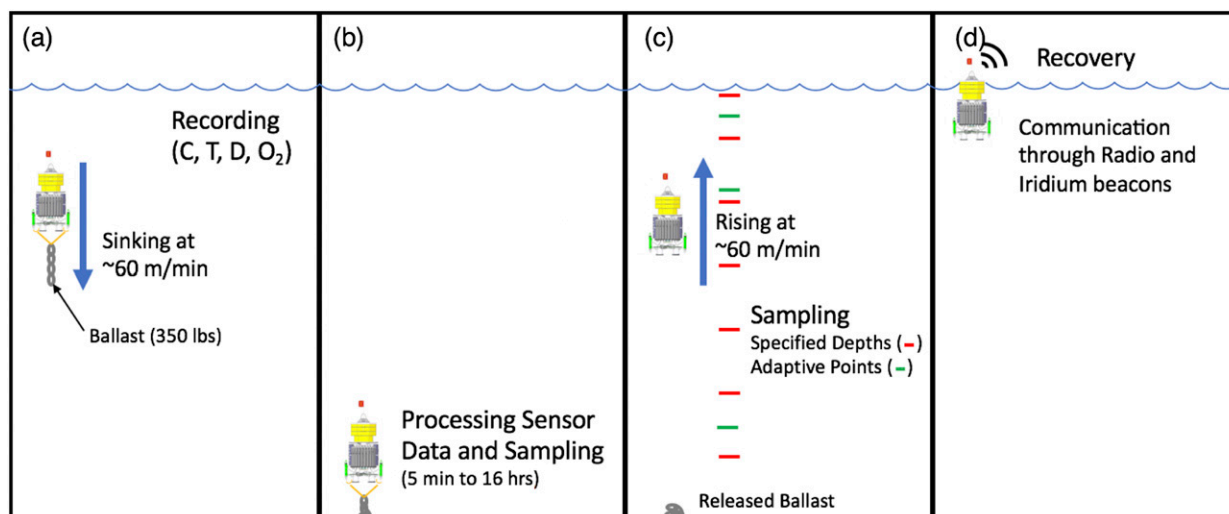 (a)
Recording
(C, T, D, O₂)
Sinking at
~60 m/min
Ballast (350 lbs)
(b)
Processing Sensor
Data and Sampling
(5 min to 16 hrs)
(c)
Rising at
~60 m/min
Sampling
Specified Depths (-)
Adaptive Points (-)
Released Ballast
(d)
Recovery
Communication
through Radio and
Iridium beacons